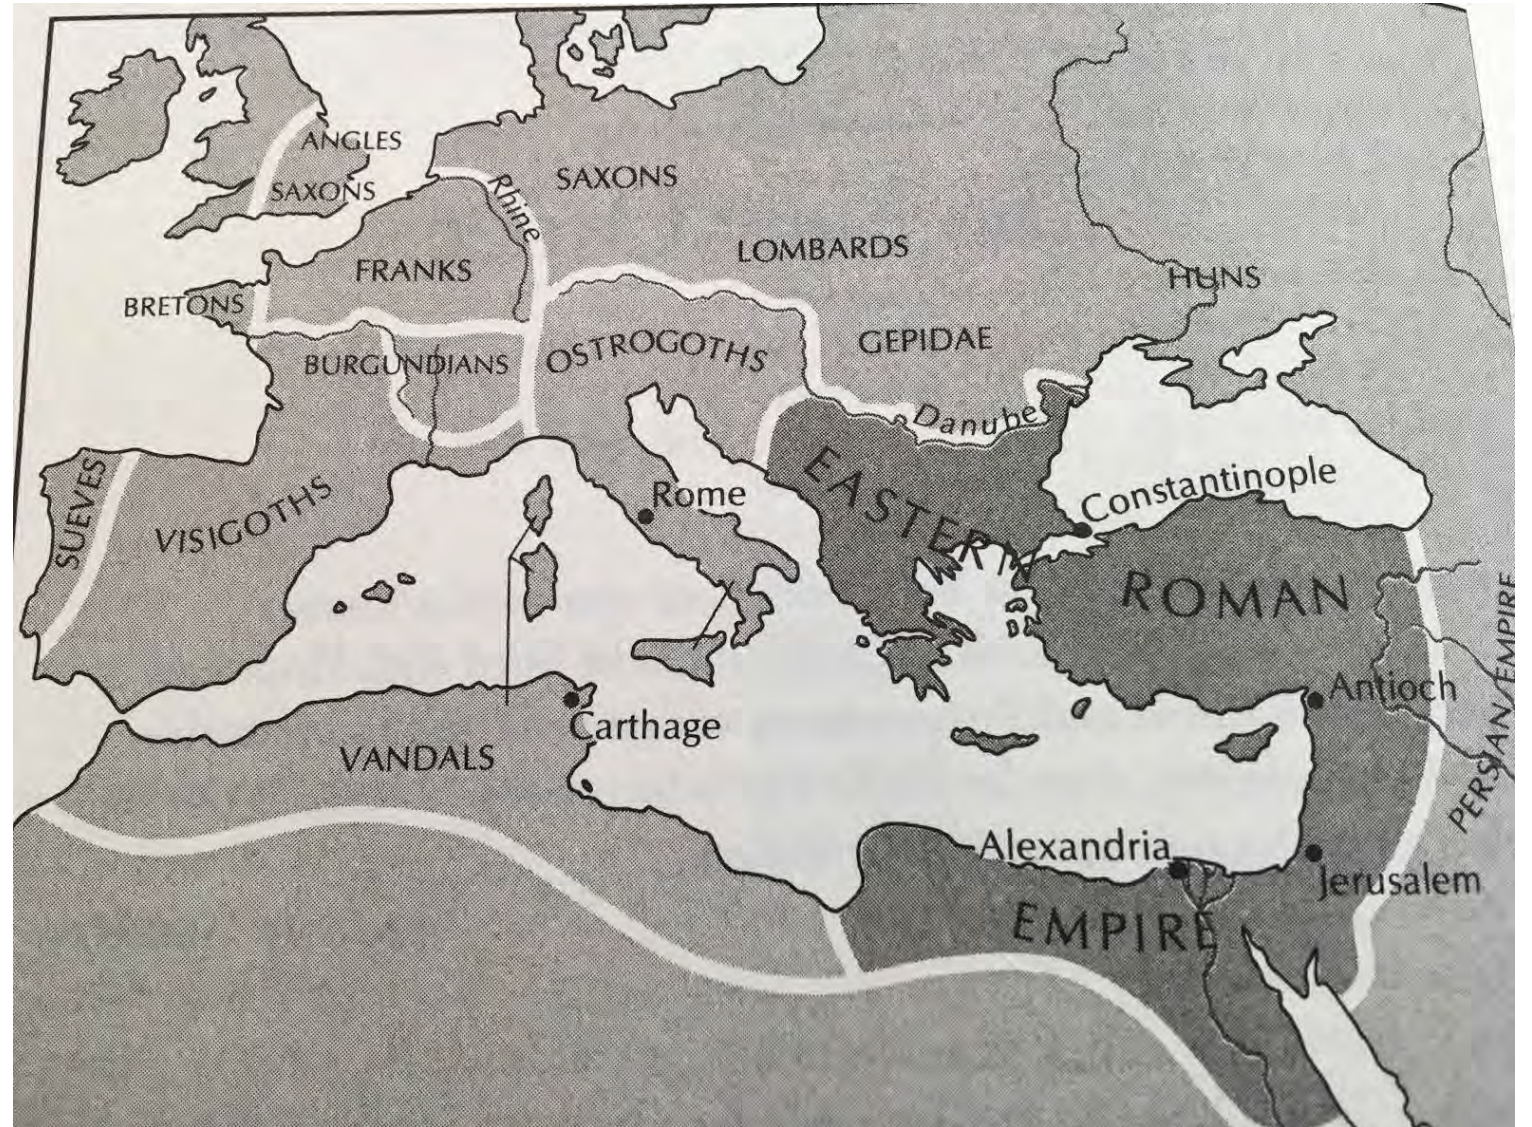 ANGLES
SAXONS
SAXONS
Rhine
LOMBARDS
FRANKS
HUNS
BRETONS
GEPIDAE
OSTROGOTHS
BURGUNDIANS
Danube
SUEVES
VISIGOTHS
Rome
Constantinople
EASTERN
ROMAN
PERSIAN EMPIRE
Antioch
Carthage
VANDALS
Alexandria
Jerusalem
EMPIRE